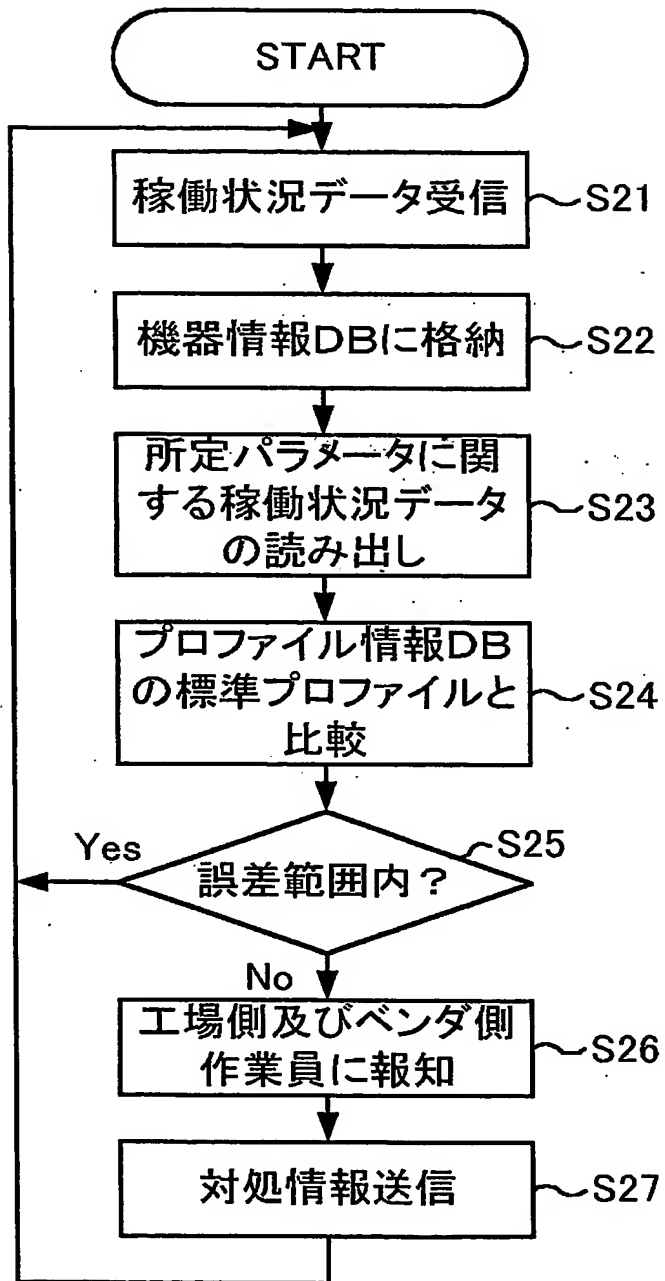 START
稼働状況データ受信
S21
機器情報DBに格納
S22
所定パラメータに関
する稼働状況データ
の読み出し
S23
プロファイル情報DB
の標準プロファイルと
比較
S24
Yes
誤差範囲内？
S25
No
工場側及びベンダ側
作業員に報知
S26
対処情報送信
S27